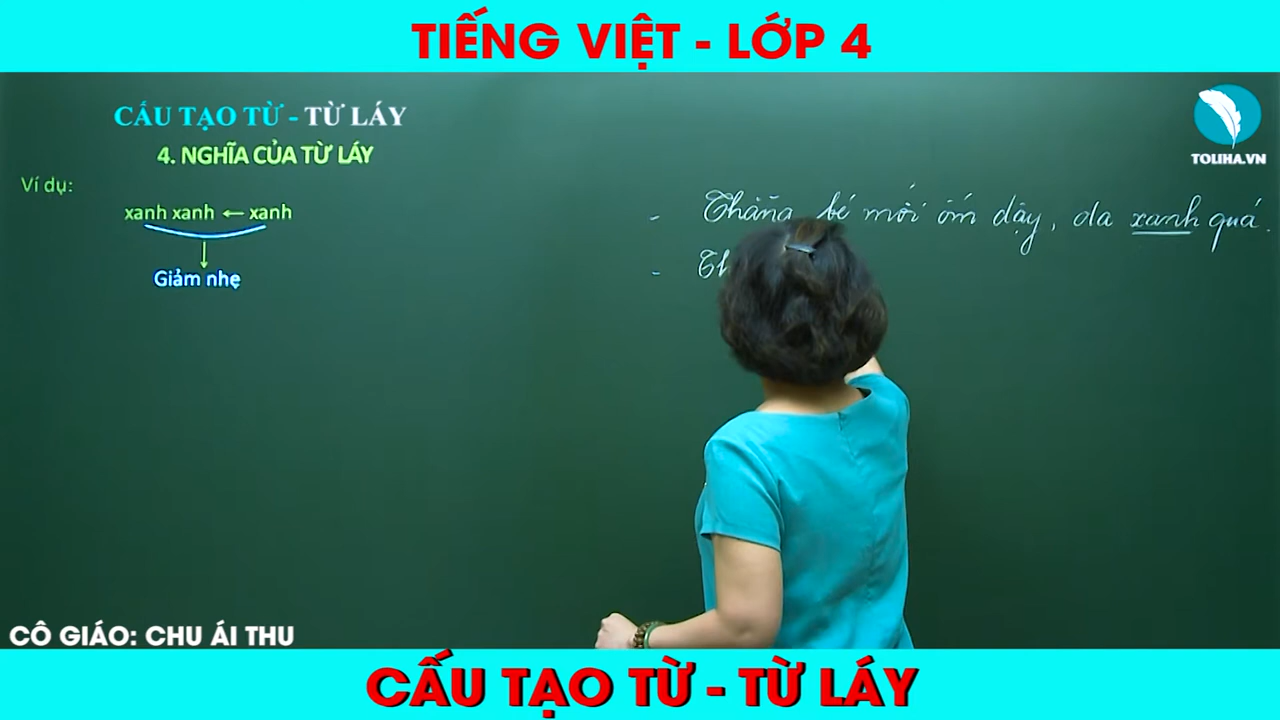 TIẾNG VIỆT - LỚP 4
CẤU TẠO TỪ - TỪ LÁY
4. NGHĨA CỦA TỪ LÁY
Ví dụ:
xanh xanh ← xanh
Giảm nhẹ
TOLIHA.VN
- Thằng bé mới ốm dậy, da xanh quá.
- Th
CÔ GIÁO: CHU ÁI THU
CẤU TẠO TỪ - TỪ LÁY